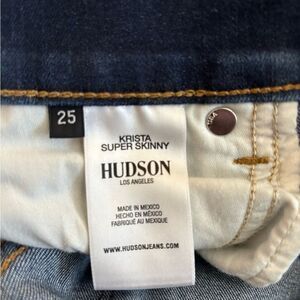 25
KRISTA
SUPER SKINNY
HUDSON
LOS ANGELES
MADE IN MEXICO
HECHO EN MÉXICO
FABRIQUÉ AU MEXIQUE
WWW.HUDSONJEANS.COM